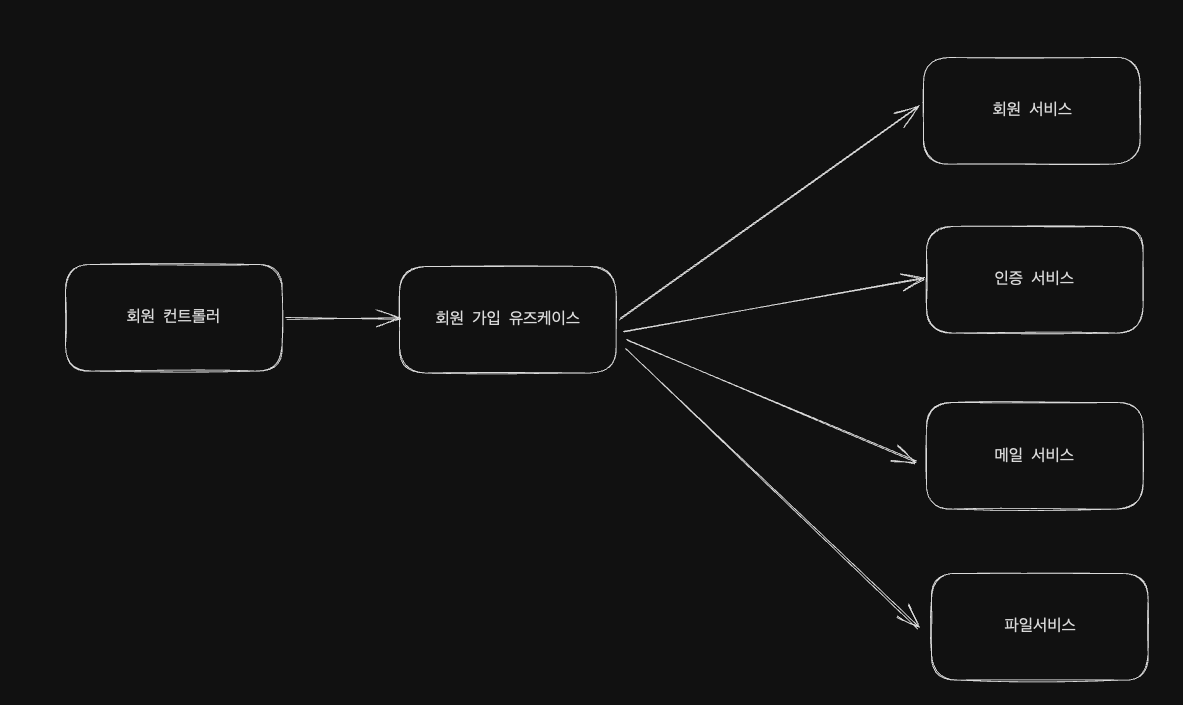 회원 서비스
인증 서비스
회원 컨트롤러
회원 가입 유즈케이스
메일 서비스
파일서비스